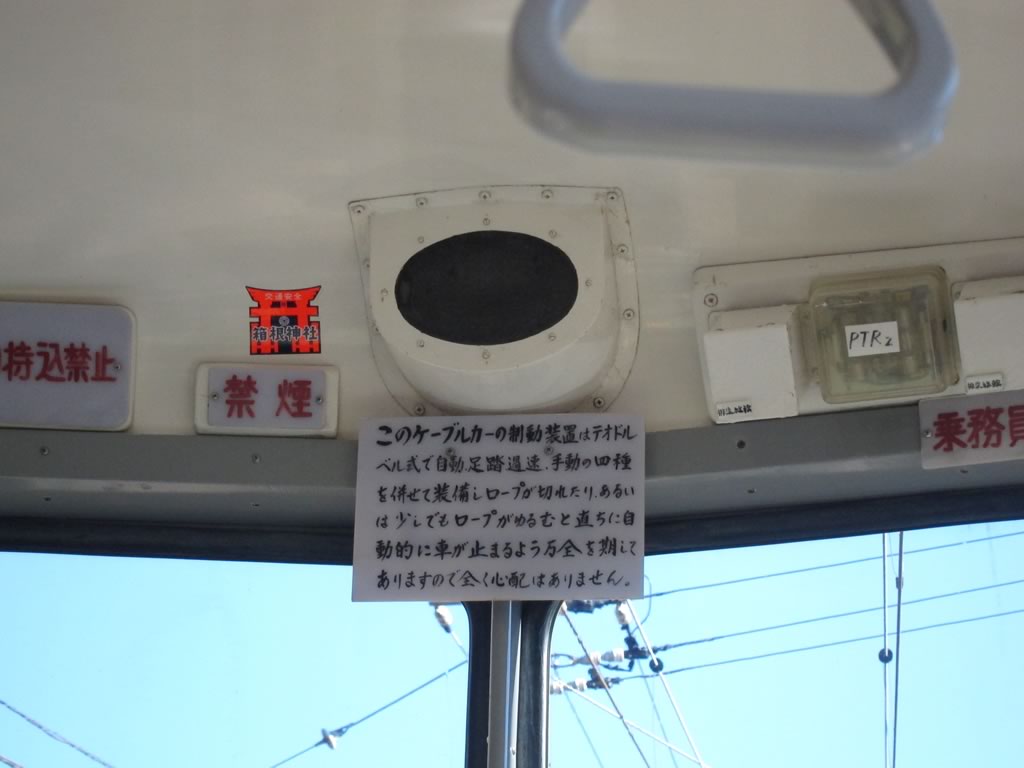 交通安全
箱根神社
持込禁止
禁煙
PTR2
乗務員
このケーブルカーの制動装置はテオドル
ベル式で自動.足踏過速.手動の四種
を併せて装備しロープが切れたり.あるい
は少しでもロープがゆるむと直ちに自
動的に車が止まるよう万全を期して
ありますので全く心配はありません。